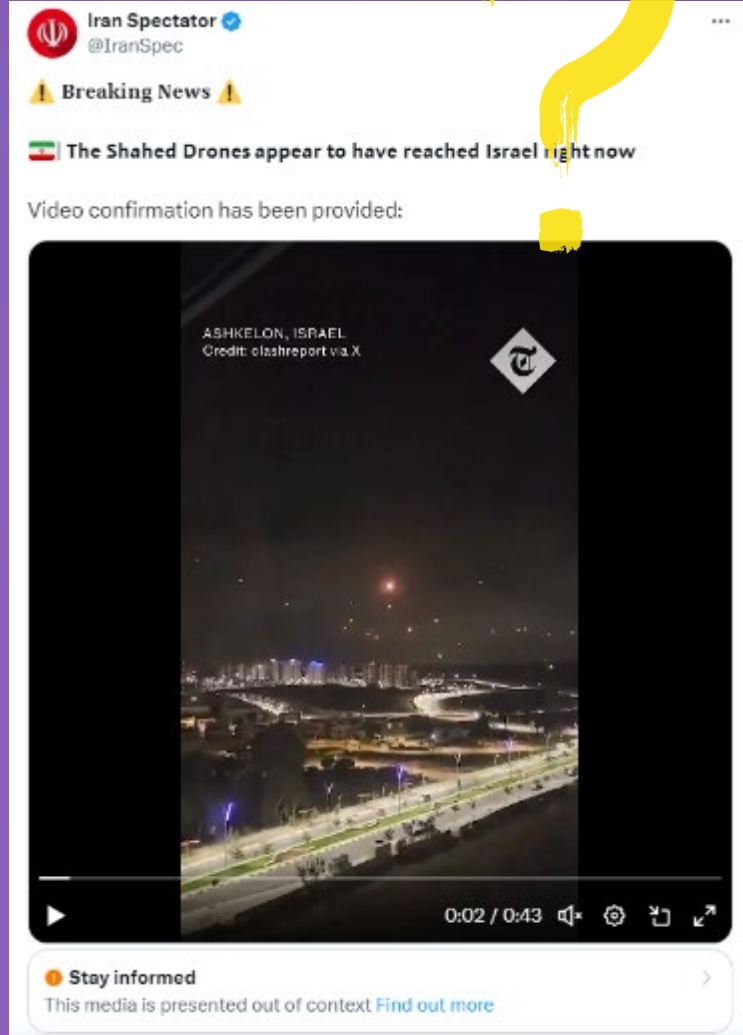 Iran Spectator
@IranSpec
Breaking News
The Shahed Drones appear to have reached Israel right now
Video confirmation has been provided:
ASHKELON, ISRAEL
Credit: clashreport via X
T
0:02 / 0:43
Stay informed
This media is presented out of context Find out more